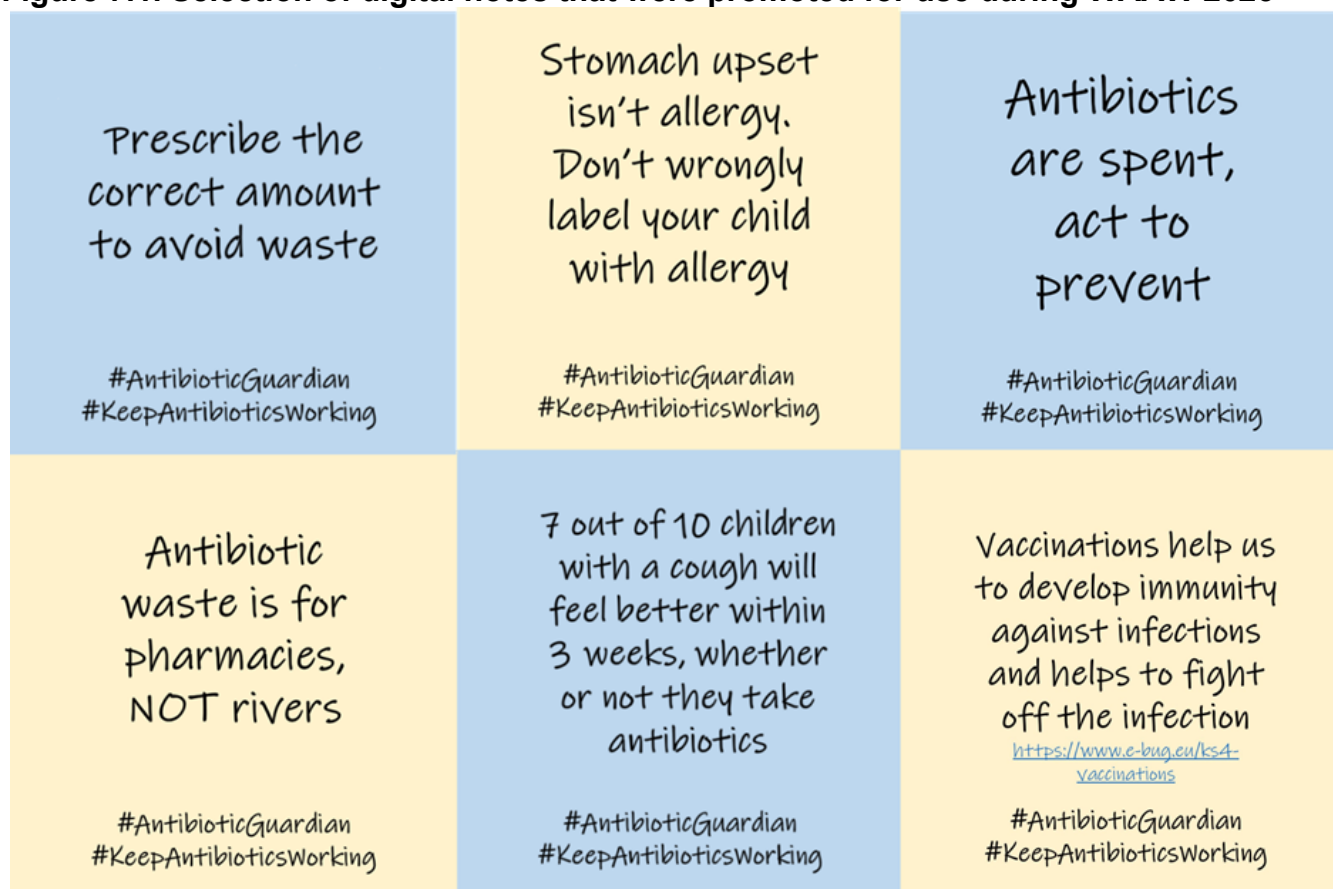 Prescribe the
correct amount
to avoid waste
#AntibioticGuardian
#KeepAntibioticsWorking
Stomach upset
isn't allergy.
Don't wrongly
label your child
with allergy
#AntibioticGuardian
#KeepAntibioticsWorking
Antibiotics
are spent,
act to
prevent
#AntibioticGuardian
#KeepAntibioticsWorking
Antibiotic
waste is for
pharmacies,
NOT rivers
#AntibioticGuardian
#KeepAntibioticsWorking
7 out of 10 children
with a cough will
feel better within
3 weeks, whether
or not they take
antibiotics
#AntibioticGuardian
#KeepAntibioticsWorking
Vaccinations help us
to develop immunity
against infections
and helps to fight
off the infection
https://www.e-bug.eu/ks4-
vaccinations
#AntibioticGuardian
#KeepAntibioticsWorking